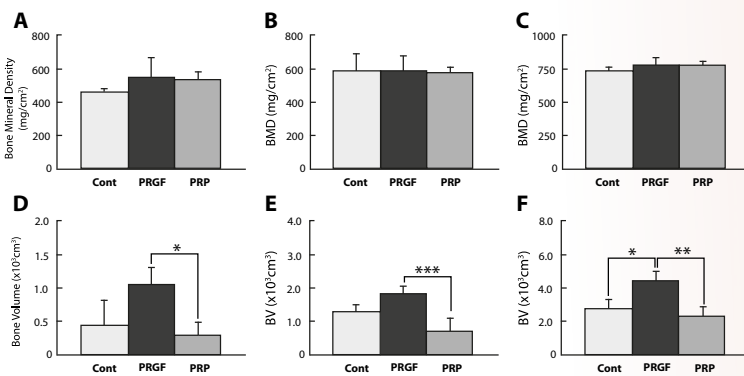 A
Bone Mineral Density
(mg/cm²)
800
600
400
200
0
Cont PRGF PRP
B
BMD (mg/cm²)
800
600
400
200
0
Cont PRGF PRP
C
BMD (mg/cm²)
1000
750
500
250
0
Cont PRGF PRP
D
Bone Volume (x10³cm³)
2.0
1.5
1.0
0.5
0
*
Cont PRGF PRP
E
BV (x10³cm³)
4.0
3.0
2.0
1.0
0
***
Cont PRGF PRP
F
BV (x10³cm³)
8.0
6.0
4.0
2.0
0
* **
Cont PRGF PRP